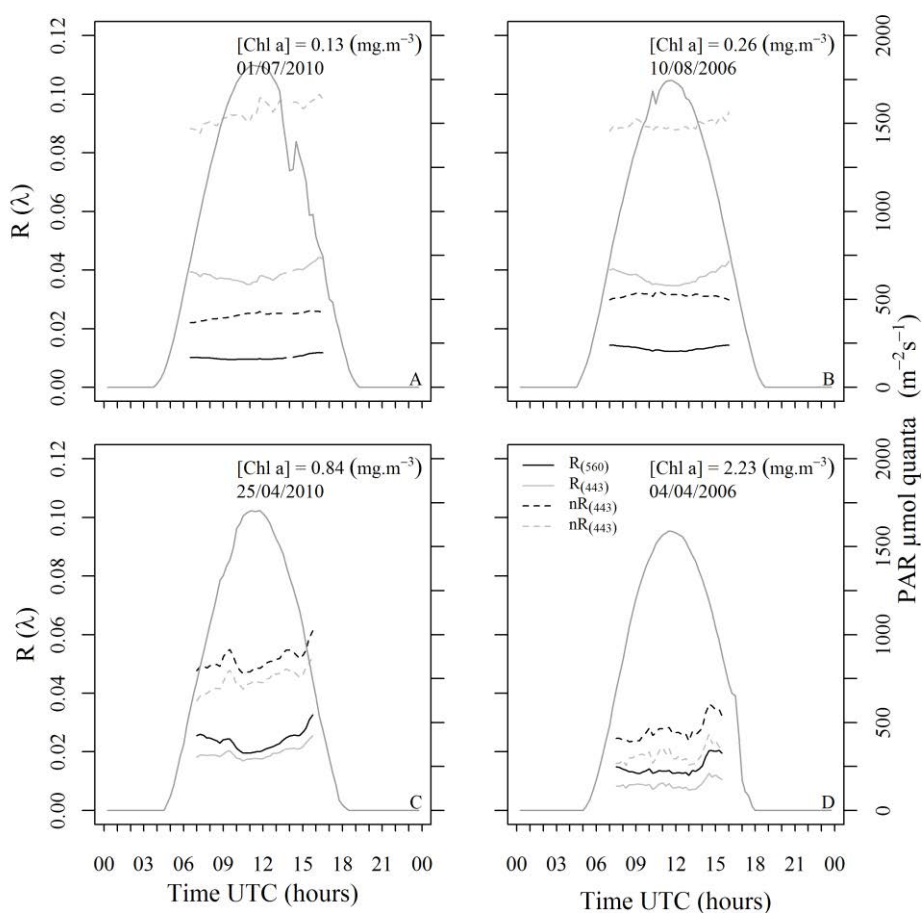 [Chl a] = 0.13 (mg.m⁻³)
01/07/2010
0.12
0.10
0.08
0.06
0.04
0.02
0.00
R (λ)
A
[Chl a] = 0.26 (mg.m⁻³)
10/08/2006
2000
1500
1000
500
0
B
[Chl a] = 0.84 (mg.m⁻³)
25/04/2010
0.12
0.10
0.08
0.06
0.04
0.02
0.00
R (λ)
C
R(560)
R(443)
nR(443)
nR(443)
[Chl a] = 2.23 (mg.m⁻³)
04/04/2006
2000
1500
1000
500
0
D
PAR μmol quanta (m⁻²s⁻¹)
00 03 06 09 12 15 18 21 00
Time UTC (hours)
00 03 06 09 12 15 18 21 00
Time UTC (hours)